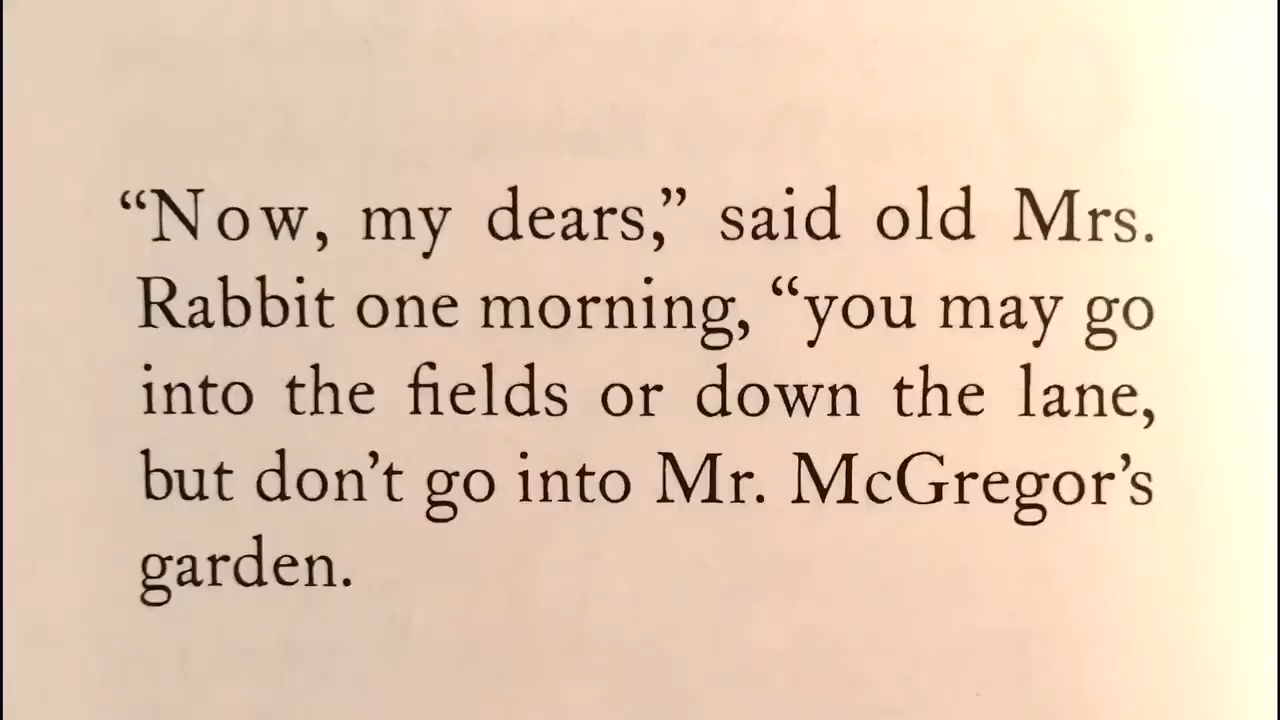 “Now, my dears,” said old Mrs.
Rabbit one morning, “you may go
into the fields or down the lane,
but don’t go into Mr. McGregor’s
garden.